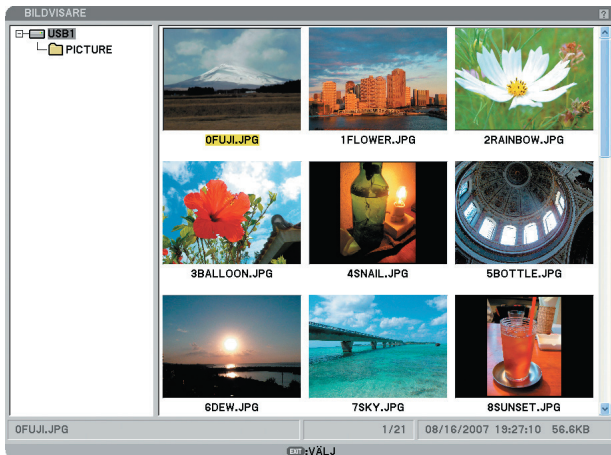 BILDVISARE ?
USB1
PICTURE
0FUJI.JPG 1FLOWER.JPG 2RAINBOW.JPG
3BALLOON.JPG 4SNAIL.JPG 5BOTTLE.JPG
6DEW.JPG 7SKY.JPG 8SUNSET.JPG
0FUJI.JPG 1/21 08/16/2007 19:27:10 56.6KB
EXIT:VÄLJ